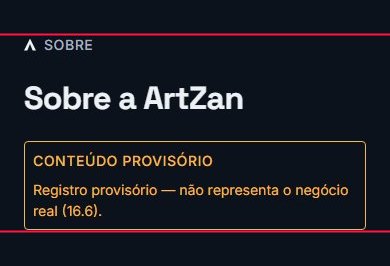 SOBRE
Sobre a ArtZan
CONTEÚDO PROVISÓRIO
Registro provisório — não representa o negócio
real (16.6).